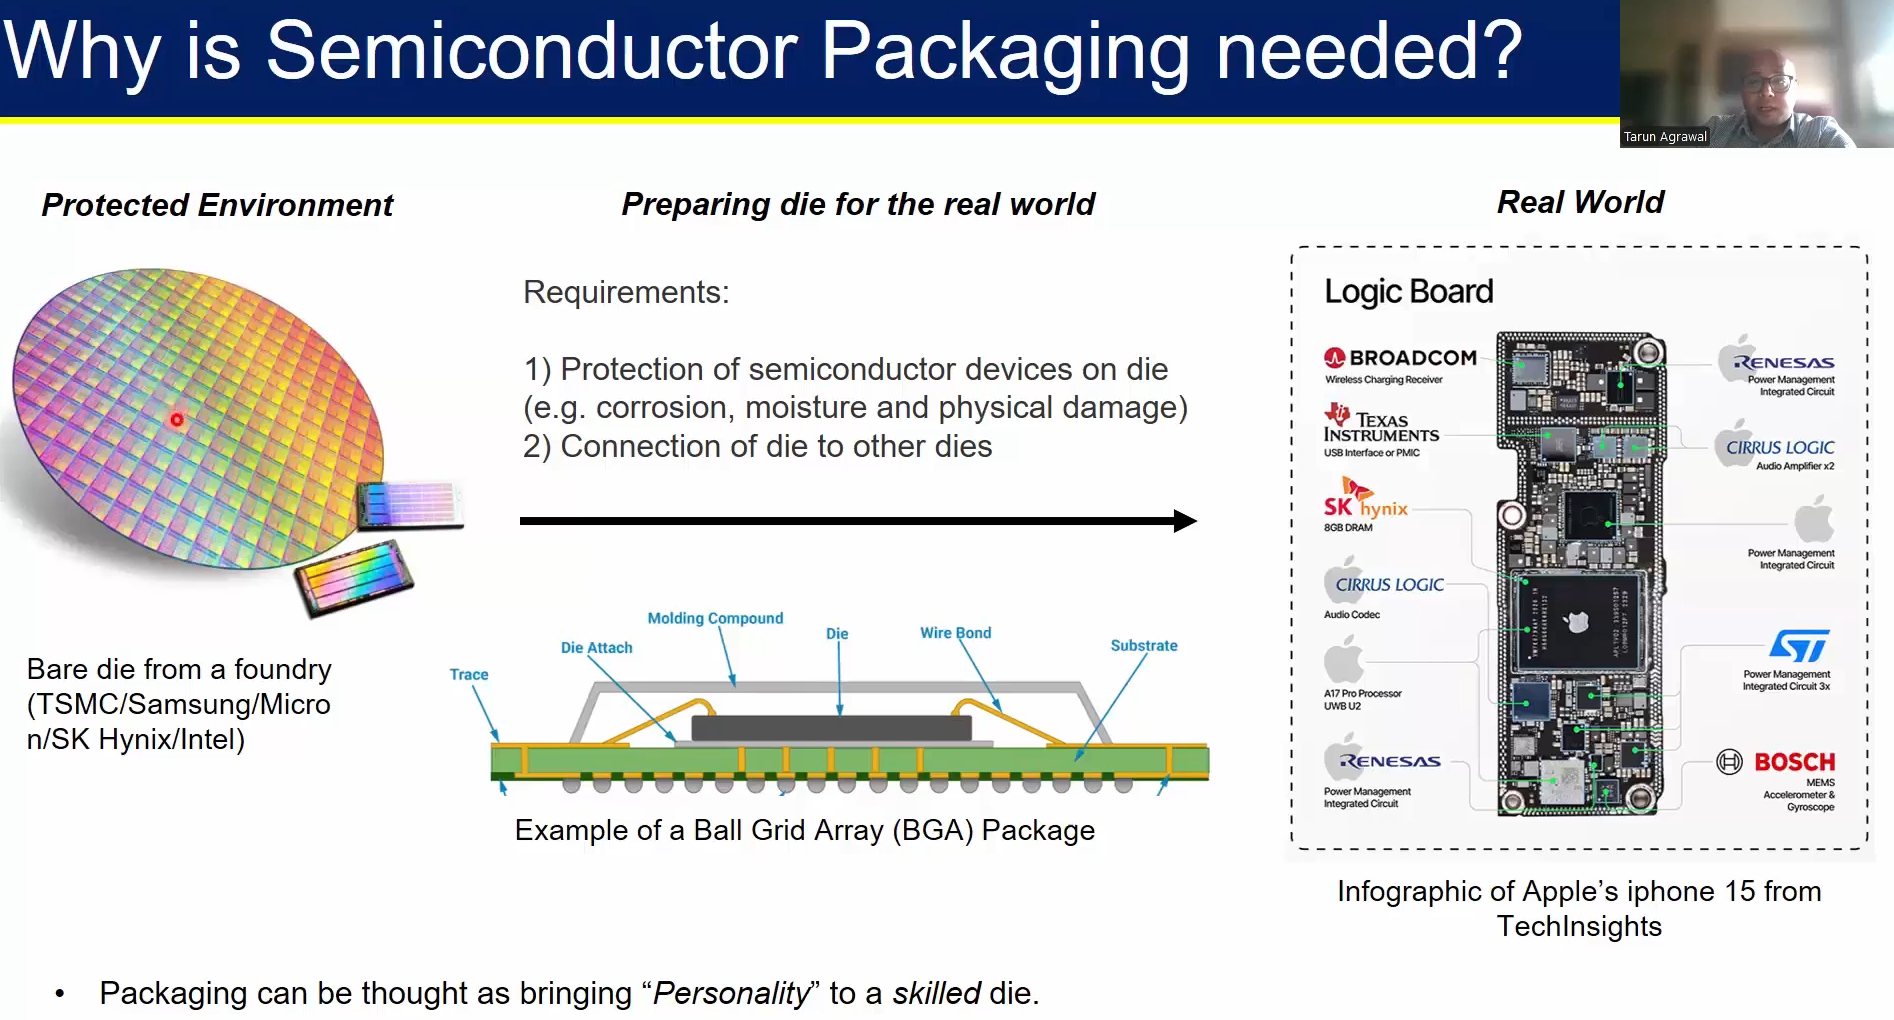 Why is Semiconductor Packaging needed?
Tarun Agrawal
Protected Environment
Preparing die for the real world
Real World
Requirements:
1) Protection of semiconductor devices on die
(e.g. corrosion, moisture and physical damage)
2) Connection of die to other dies
Bare die from a foundry
(TSMC/Samsung/Micro
n/SK Hynix/Intel)
Trace
Die Attach
Molding Compound
Die
Wire Bond
Substrate
Example of a Ball Grid Array (BGA) Package
Logic Board
BROADCOM
Wireless Charging Receiver
TEXAS
INSTRUMENTS
USB Interface or PMIC
SK hynix
8GB DRAM
CIRRUS LOGIC
Audio Codec
A17 Pro Processor
UWB U2
RENESAS
Power Management
Integrated Circuit
RENESAS
Power Management
Integrated Circuit
CIRRUS LOGIC
Audio Amplifier x2
Power Management
Integrated Circuit
ST
Power Management
Integrated Circuit 3x
BOSCH
MEMS
Accelerometer &
Gyroscope
Infographic of Apple's iphone 15 from
TechInsights
• Packaging can be thought as bringing “Personality” to a skilled die.